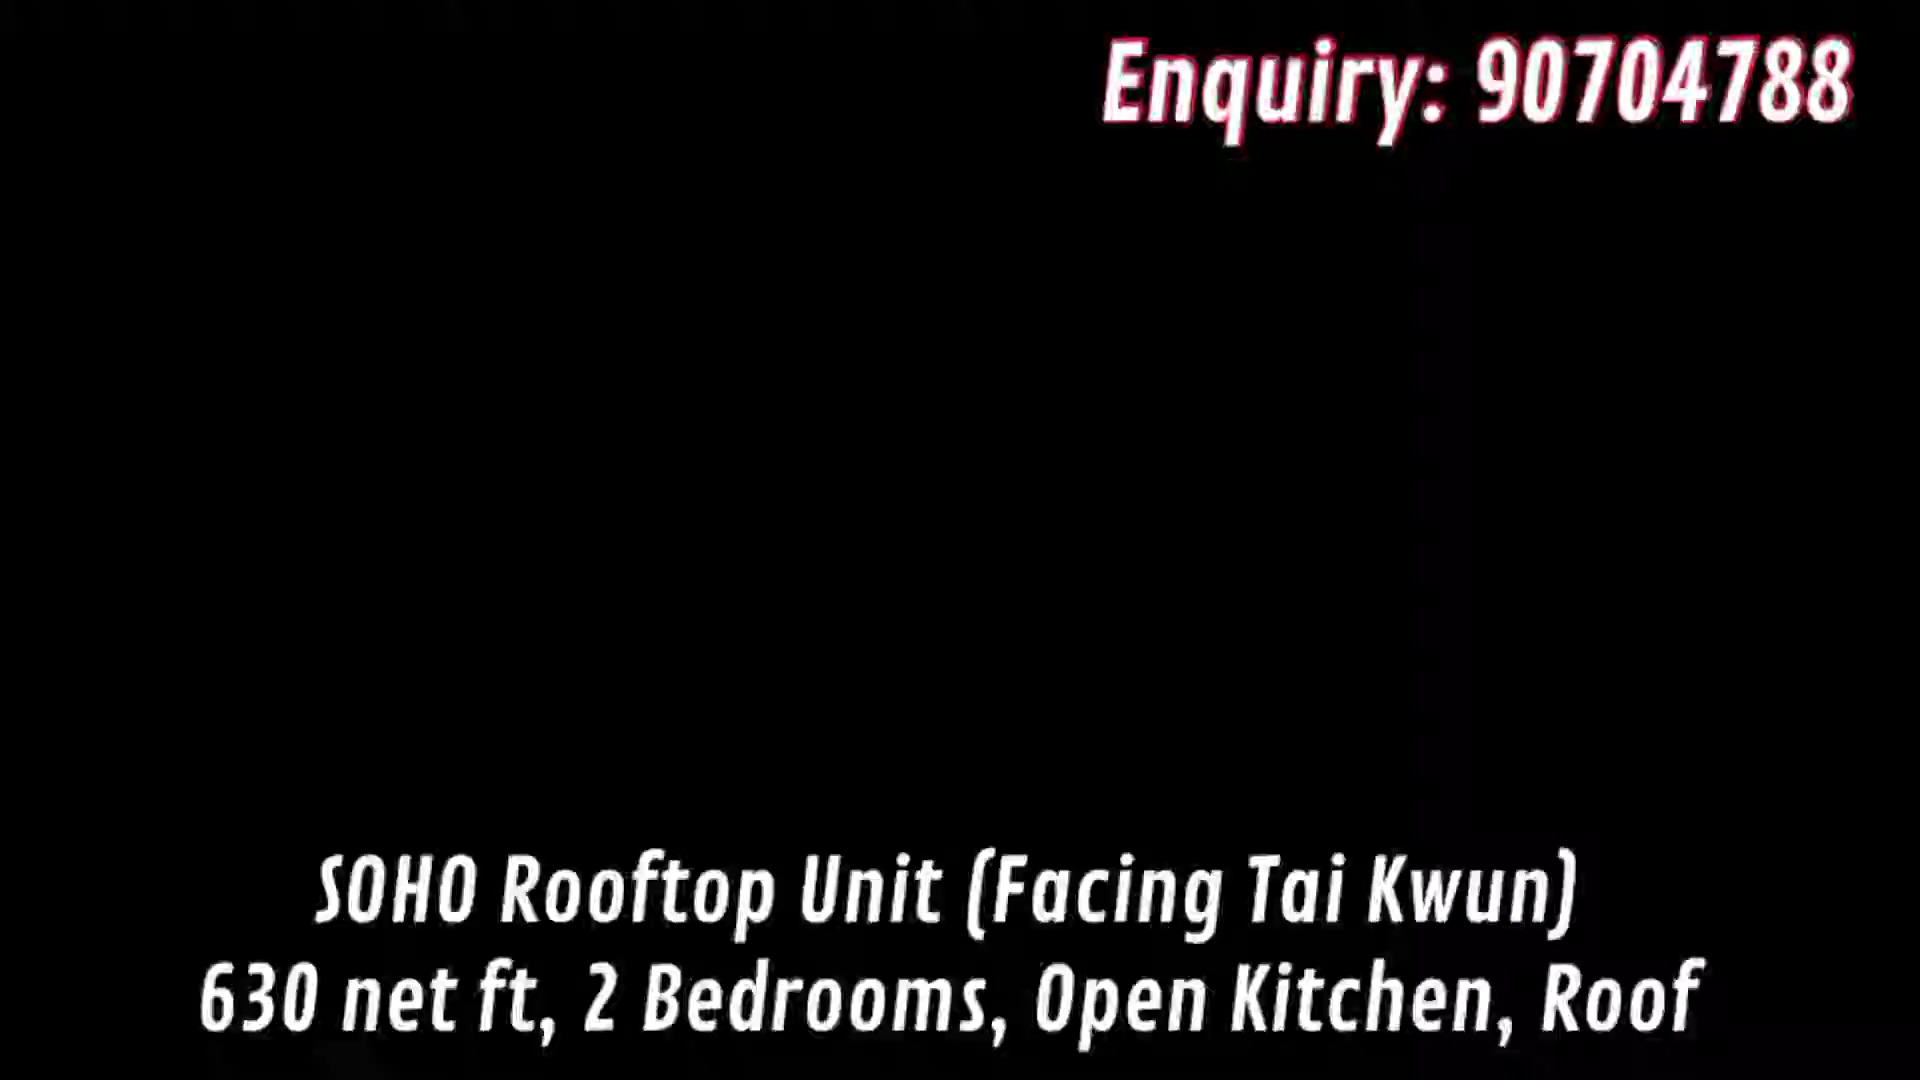 Enquiry: 90704788
SOHO Rooftop Unit (Facing Tai Kwun)
630 net ft, 2 Bedrooms, Open Kitchen, Roof